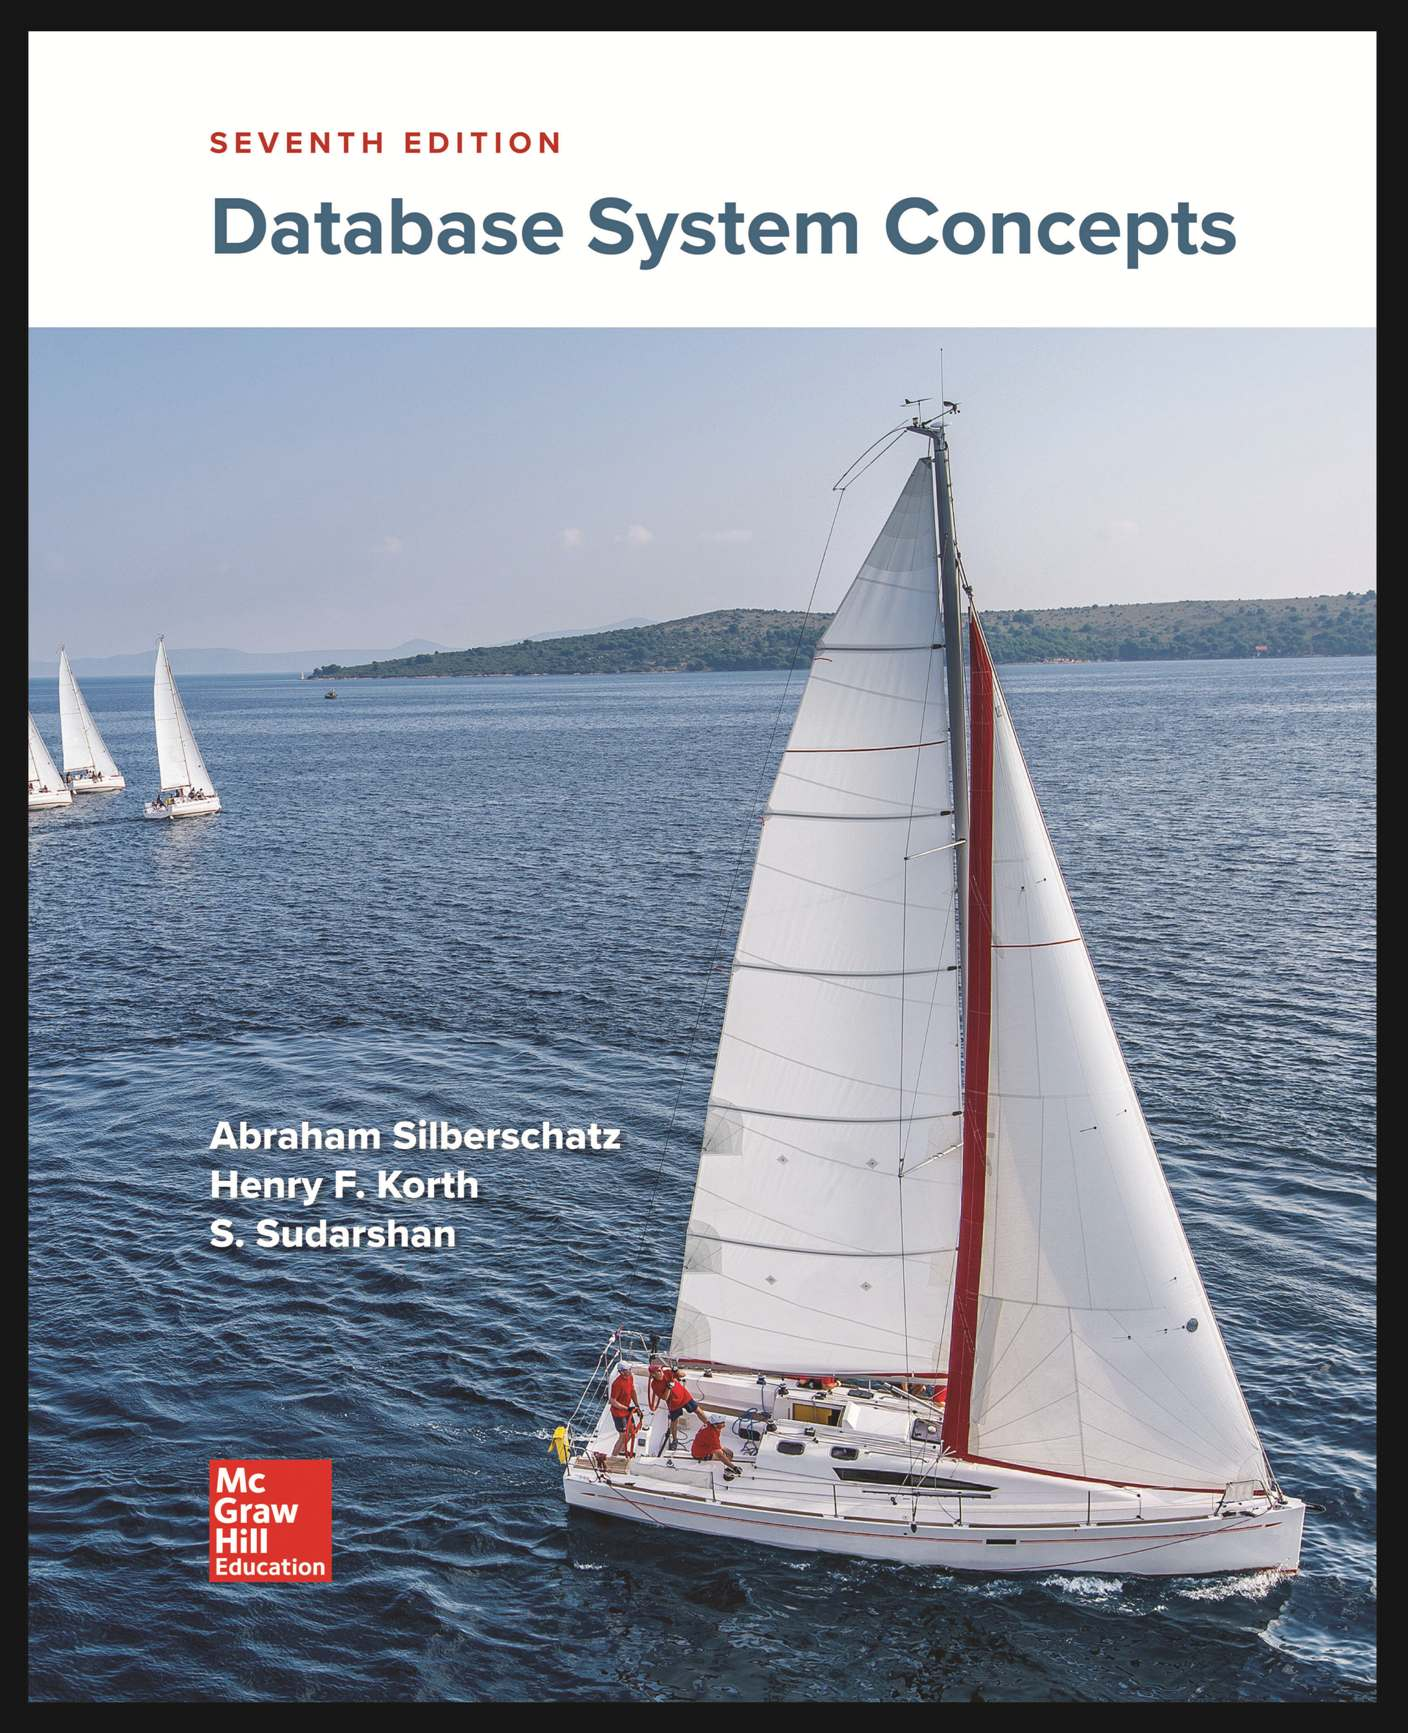 SEVENTH EDITION
Database System Concepts
Abraham Silberschatz
Henry F. Korth
S. Sudarshan
Mc
Graw
Hill
Education